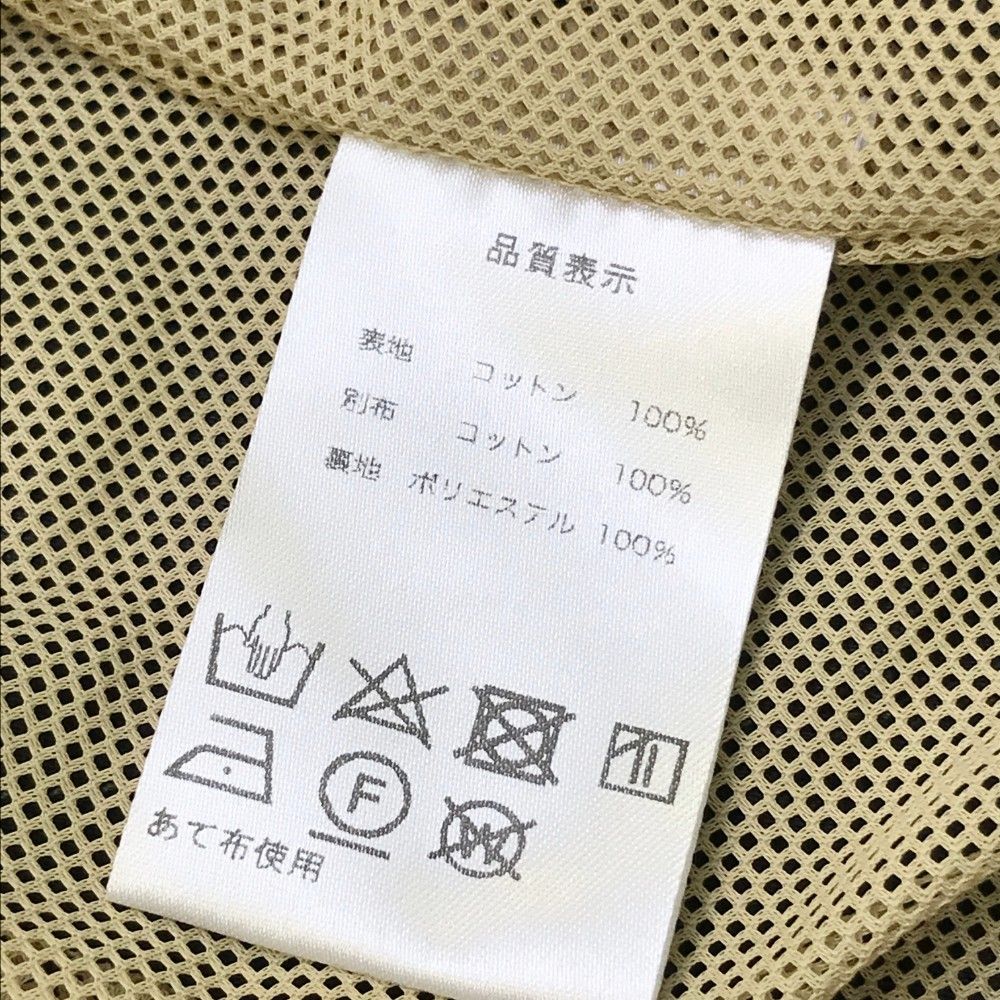 品質表示
表地 コットン 100%
別布 コットン 100%
裏地 ポリエステル 100%
F
W
あて布使用